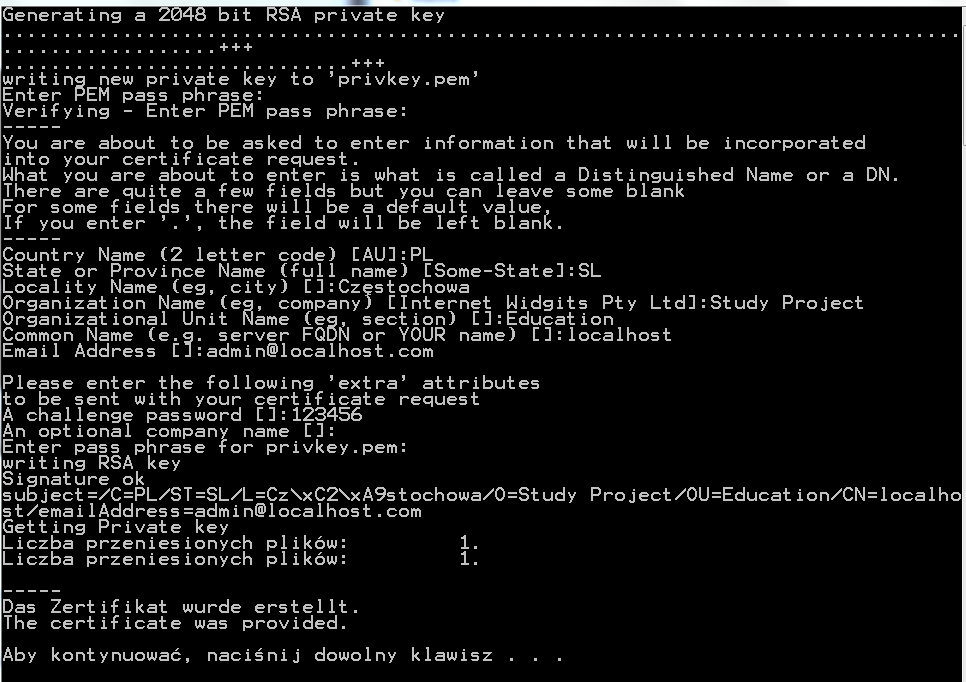 Generating a 2048 bit RSA private key
................................................................................
..................+++
.............................+++
writing new private key to 'privkey.pem'
Enter PEM pass phrase:
Verifying - Enter PEM pass phrase:
-----
You are about to be asked to enter information that will be incorporated
into your certificate request.
What you are about to enter is what is called a Distinguished Name or a DN.
There are quite a few fields but you can leave some blank
For some fields there will be a default value,
If you enter '.', the field will be left blank.
-----
Country Name (2 letter code) [AU]:PL
State or Province Name (full name) [Some-State]:SL
Locality Name (eg, city) []:Częstochowa
Organization Name (eg, company) [Internet Widgits Pty Ltd]:Study Project
Organizational Unit Name (eg, section) []:Education
Common Name (e.g. server FQDN or YOUR name) []:localhost
Email Address []:admin@localhost.com

Please enter the following 'extra' attributes
to be sent with your certificate request
A challenge password []:123456
An optional company name []:
Enter pass phrase for privkey.pem:
writing RSA key
Signature ok
subject=/C=PL/ST=SL/L=Cz\xC2\xA9stochowa/O=Study Project/OU=Education/CN=localho
st/emailAddress=admin@localhost.com
Getting Private key
Liczba przeniesionych plików:         1.
Liczba przeniesionych plików:         1.

-----
Das Zertifikat wurde erstellt.
The certificate was provided.

Aby kontynuować, naciśnij dowolny klawisz . . .